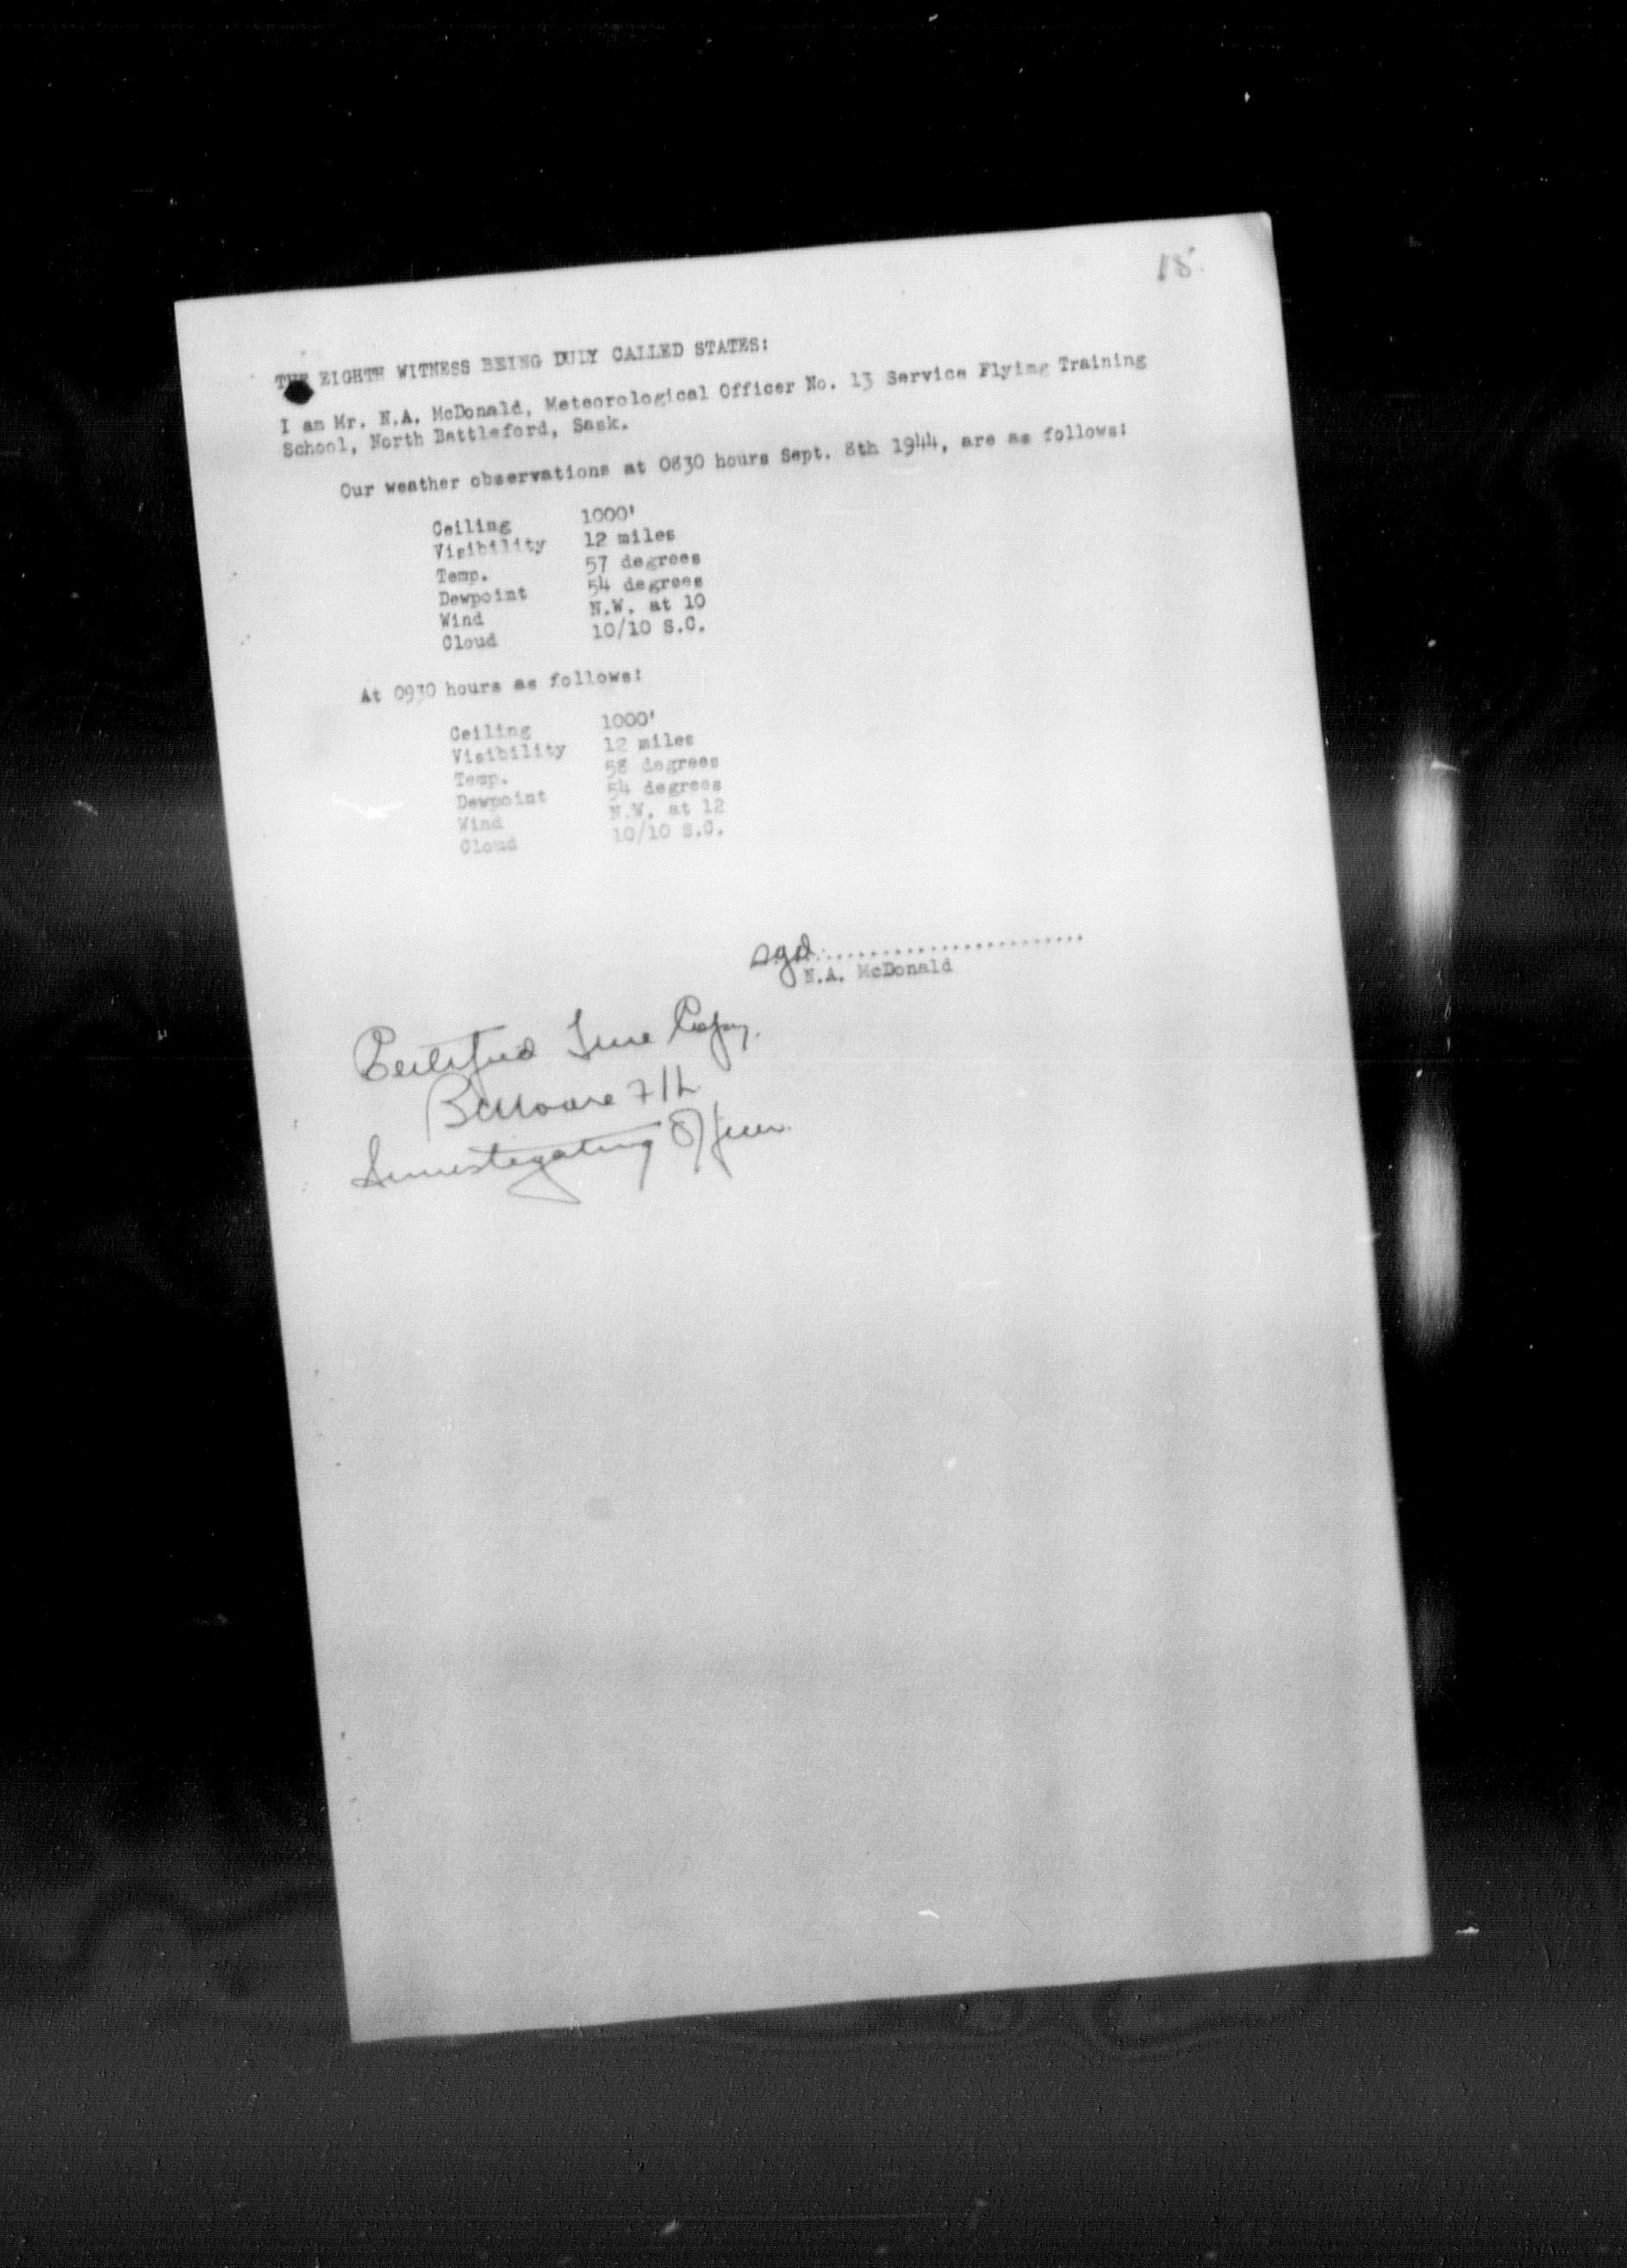 18.
THE EIGHTH WITNESS BEING DULY CALLED STATES:
I am Mr. N.A. McDonald, Meteorological Officer No. 13 Service Flying Training
School, North Battleford, Sask.
Our weather observations at 0830 hours Sept. 8th 1944, are as follows:
Ceiling 1000'
Visibility 12 miles
Temp. 57 degrees
Dewpoint 54 degrees
Wind N.W. at 10
Cloud 10/10 S.C.
At 0930 hours as follows:
Ceiling 1000'
Visibility 12 miles
Temp. 58 degrees
Dewpoint 54 degrees
Wind N.W. at 12
Cloud 10/10 S.C.
sgd........................
N.A. McDonald
Certified True Copy.
Moore F/L
Investigating Officer.